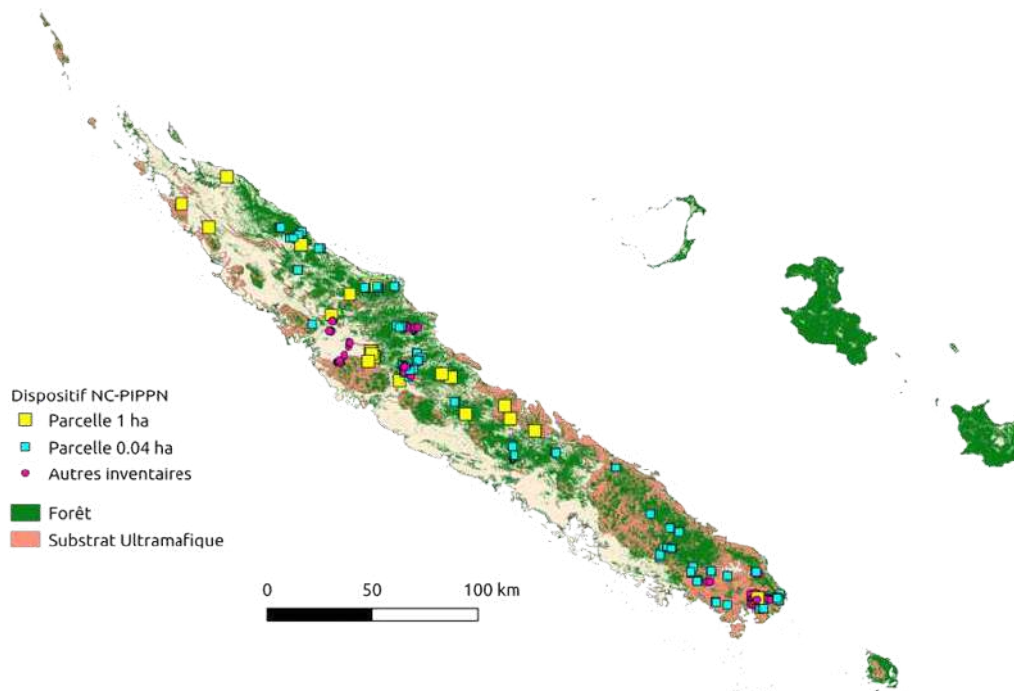 Dispositif NC-PIPPN
Parcelle 1 ha
Parcelle 0.04 ha
Autres inventaires
Forêt
Substrat Ultramafique
0 50 100 km